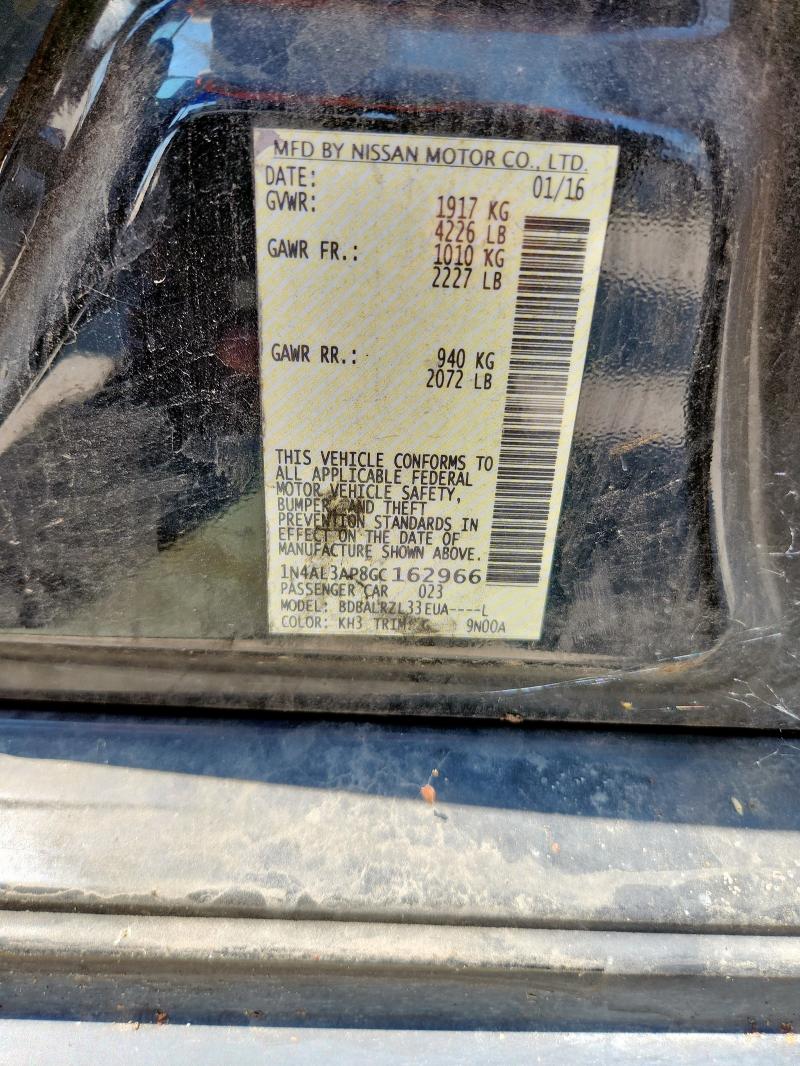 MFD BY NISSAN MOTOR CO., LTD.
DATE: 01/16
GVWR: 1917 KG
4226 LB
GAWR FR.: 1010 KG
2227 LB
GAWR RR.: 940 KG
2072 LB
THIS VEHICLE CONFORMS TO
ALL APPLICABLE FEDERAL
MOTOR VEHICLE SAFETY,
BUMPER AND THEFT
PREVENTION STANDARDS IN
EFFECT ON THE DATE OF
MANUFACTURE SHOWN ABOVE.
1N4AL3AP8GC162966
PASSENGER CAR 023
MODEL: BDBALRZL33EUA----L
COLOR: KH3 TRIM: G 9N00A